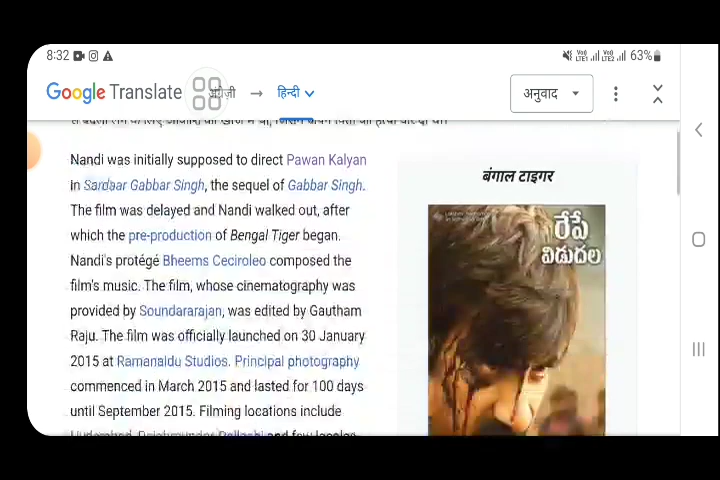 8:32 63%
Google Translate अंग्रेज़ी → हिन्दी अनुवाद
Nandi was initially supposed to direct Pawan Kalyan
in Sardaar Gabbar Singh, the sequel of Gabbar Singh.
The film was delayed and Nandi walked out, after
which the pre-production of Bengal Tiger began.
Nandi's protégé Bheems Ceciroleo composed the
film's music. The film, whose cinematography was
provided by Soundararajan, was edited by Gautham
Raju. The film was officially launched on 30 January
2015 at Ramanaidu Studios. Principal photography
commenced in March 2015 and lasted for 100 days
until September 2015. Filming locations include
बंगाल टाइगर
రేపే
విడుదల